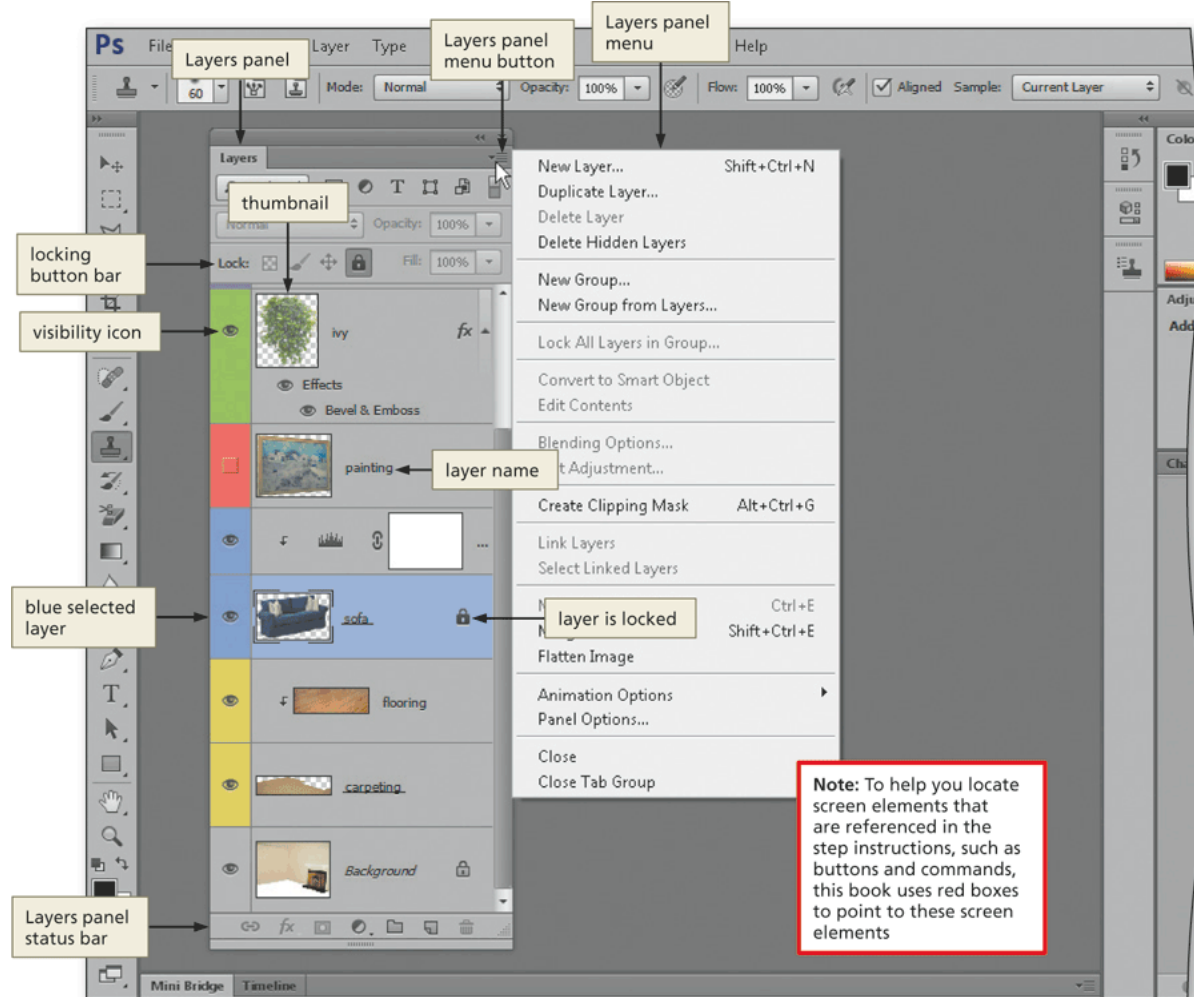 Ps File Layer Type Help
Layers panel
Layers panel
menu button
Layers panel
menu
60 Mode: Normal Opacity: 100% Flow: 100% Aligned Sample: Current Layer
Layers
Colo
thumbnail
Normal Opacity: 100%
locking
button bar
Lock: Fill: 100%
visibility icon
ivy fx
Effects
Bevel & Emboss
painting
layer name
...
blue selected
layer
sofa
layer is locked
flooring
carpeting
Background
Layers panel
status bar
fx
New Layer... Shift+Ctrl+N
Duplicate Layer...
Delete Layer
Delete Hidden Layers
New Group...
New Group from Layers...
Lock All Layers in Group...
Convert to Smart Object
Edit Contents
Blending Options...
t Adjustment...
Create Clipping Mask Alt+Ctrl+G
Link Layers
Select Linked Layers
Ctrl+E
Shift+Ctrl+E
Flatten Image
Animation Options
Panel Options...
Close
Close Tab Group
Adju
Add
Cha
Note: To help you locate
screen elements that
are referenced in the
step instructions, such as
buttons and commands,
this book uses red boxes
to point to these screen
elements
Mini Bridge Timeline